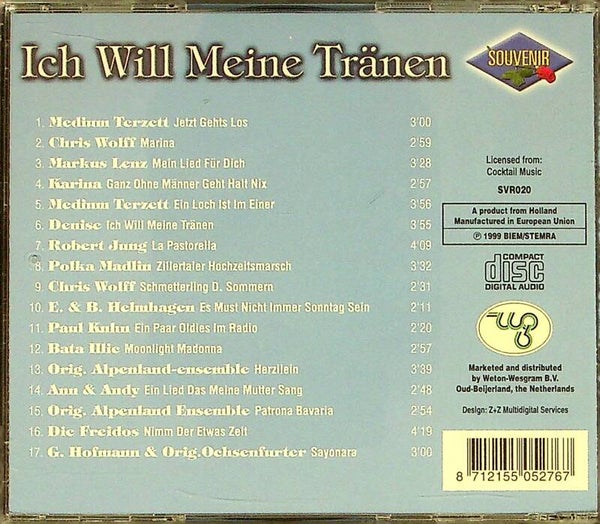 Ich Will Meine Tränen
SOUVENIR
1. Medium Terzett Jetzt Gehts Los 3'00
2. Chris Wolff Marina 2'59
3. Markus Lenz Mein Lied Für Dich 3'28
4. Karina Ganz Ohne Männer Geht Halt Nix 2'57
5. Medium Terzett Ein Loch Ist Im Eimer 3'56
6. Denise Ich Will Meine Tränen 3'55
7. Robert Jung La Pastorella 4'09
8. Polka Madlin Zillertaler Hochzeitsmarsch 3'32
9. Chris Wolff Schmetterling D. Sommern 2'31
10. E. & B. Helmhagen Es Must Nicht Immer Sonntag Sein 2'11
11. Paul Kuhn Ein Paar Oldies Im Radio 2'20
12. Bata Illic Moonlight Madonna 2'57
13. Orig. Alpenland-ensemble Herzilein 3'39
14. Ann & Andy Ein Lied Das Meine Mutter Sang 2'48
15. Orig. Alpenland Ensemble Patrona Bavaria 2'54
16. Die Freidos Nimm Der Etwas Zeit 4'19
17. G. Hofmann & Orig.Ochsenfurter Sayonara 3'00
Licensed from:
Cocktail Music
SVR020
A product from Holland
Manufactured in European Union
℗ 1999 BIEM/STEMRA
COMPACT
disc
DIGITAL AUDIO
Marketed and distributed
by Weton-Wesgram B.V.
Oud-Beijerland, the Netherlands
Design: Z+Z Multidigital Services
8 712155 052767